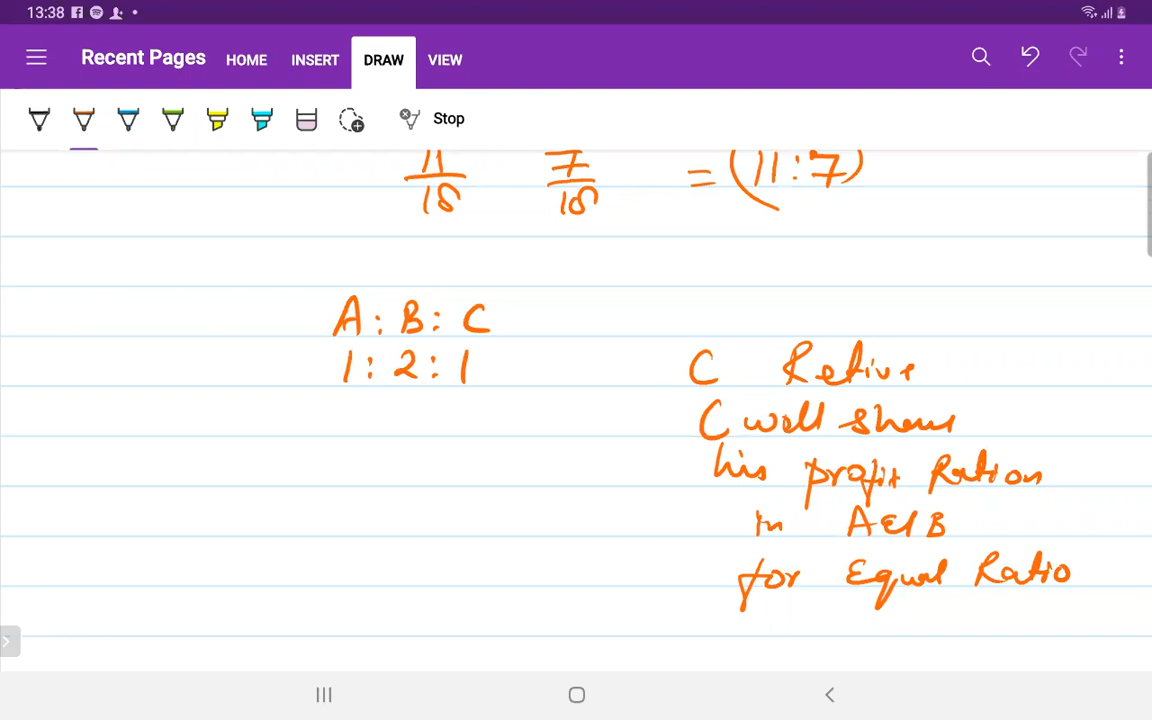 13:38
Recent Pages HOME INSERT DRAW VIEW
Stop
11/18 7/18 = (11:7)
A : B : C
1 : 2 : 1
C Retire
C will share
his profit Ration
in A & B
for Equal Ratio